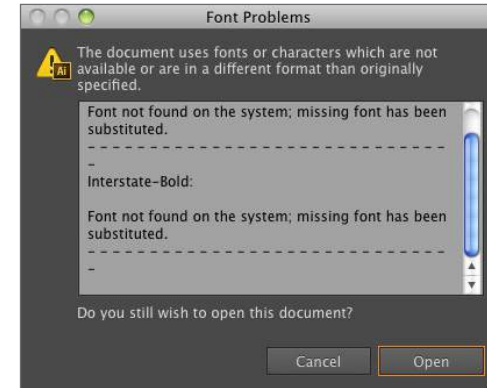 Font Problems
The document uses fonts or characters which are not
available or are in a different format than originally
specified.
Ai
Font not found on the system; missing font has been
substituted.
- - - - - - - - - - - - - - - - - - - - - - - - - - - - - -
-
Interstate-Bold:
Font not found on the system; missing font has been
substituted.
- - - - - - - - - - - - - - - - - - - - - - - - - - - - - -
-
Do you still wish to open this document?
Cancel Open